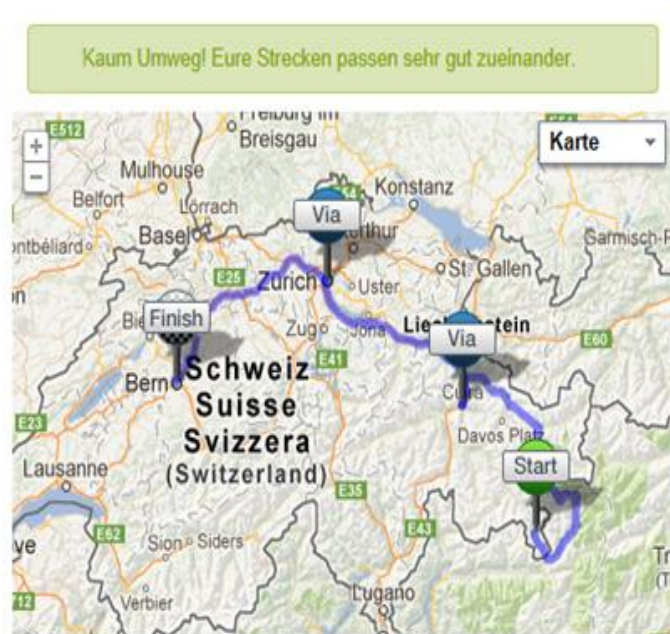 Kaum Umweg! Eure Strecken passen sehr gut zueinander.
E512
Freiburg im
Breisgau
+
−
Karte
Mulhouse
Konstanz
Belfort
Lörrach
Via
Basel
Garmisch-P
E25
Zürich
Uster
St. Gallen
Finish
Zug
Jona
Via
E60
E41
Bern
Schweiz
Suisse
Svizzera
(Switzerland)
Davos Platz
E23
Start
Lausanne
E35
E62
E43
Sion
Siders
Verbier
Lugano
12